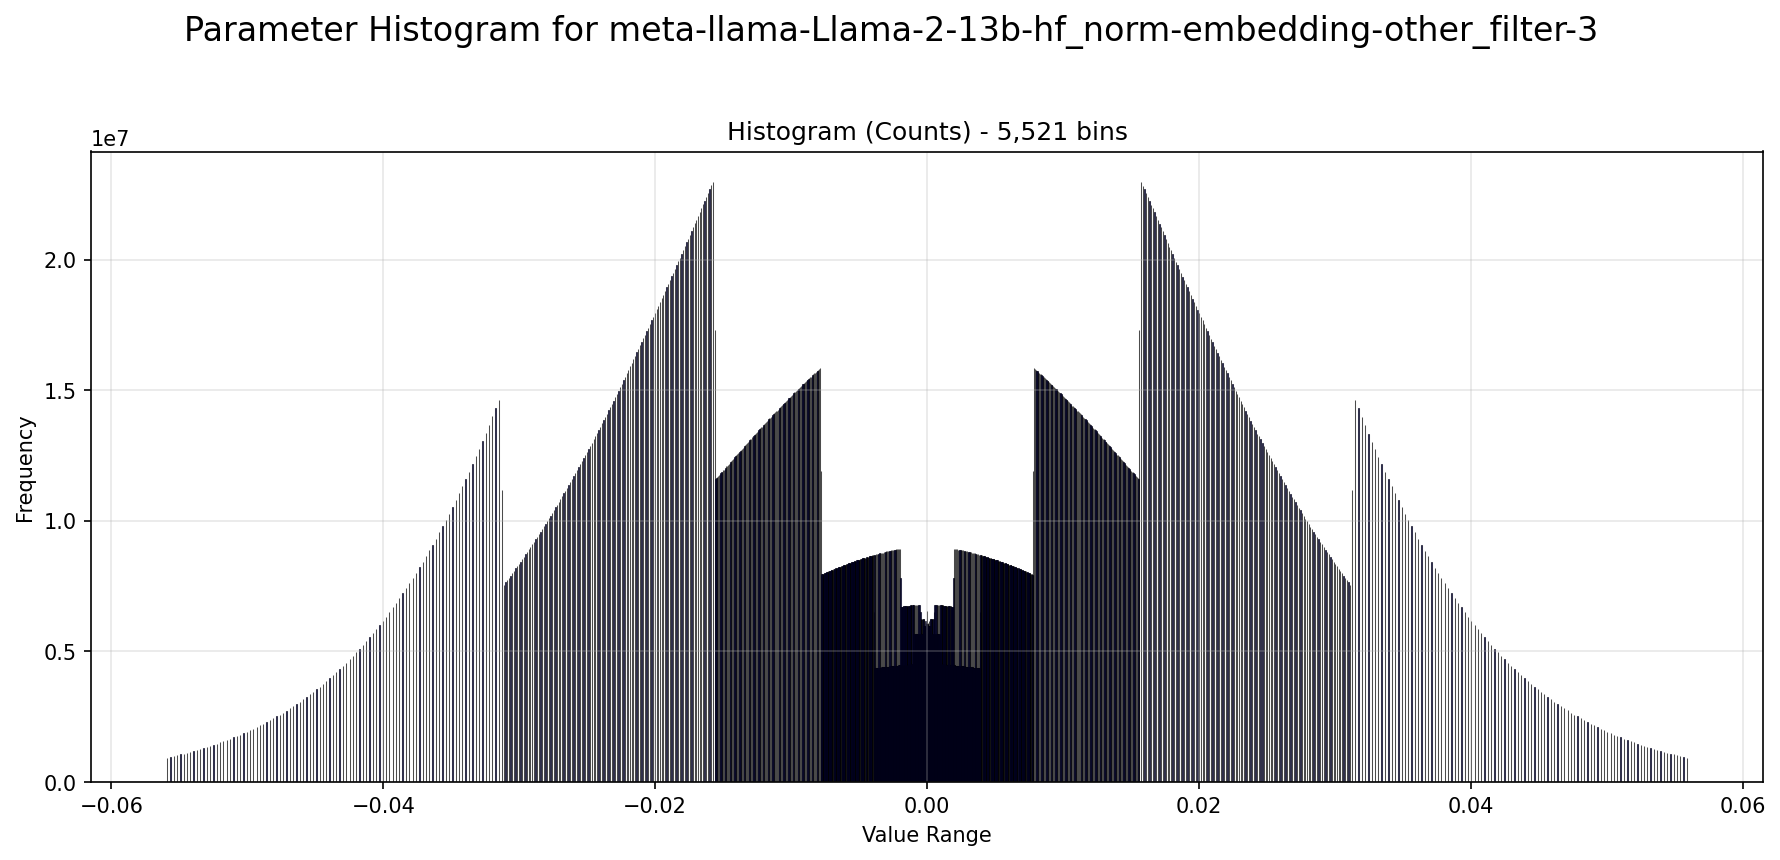 Parameter Histogram for meta-llama-Llama-2-13b-hf_norm-embedding-other_filter-3
Histogram (Counts) - 5,521 bins
1e7
2.0
1.5
1.0
0.5
0.0
Frequency
−0.06 −0.04 −0.02 0.00 0.02 0.04 0.06
Value Range